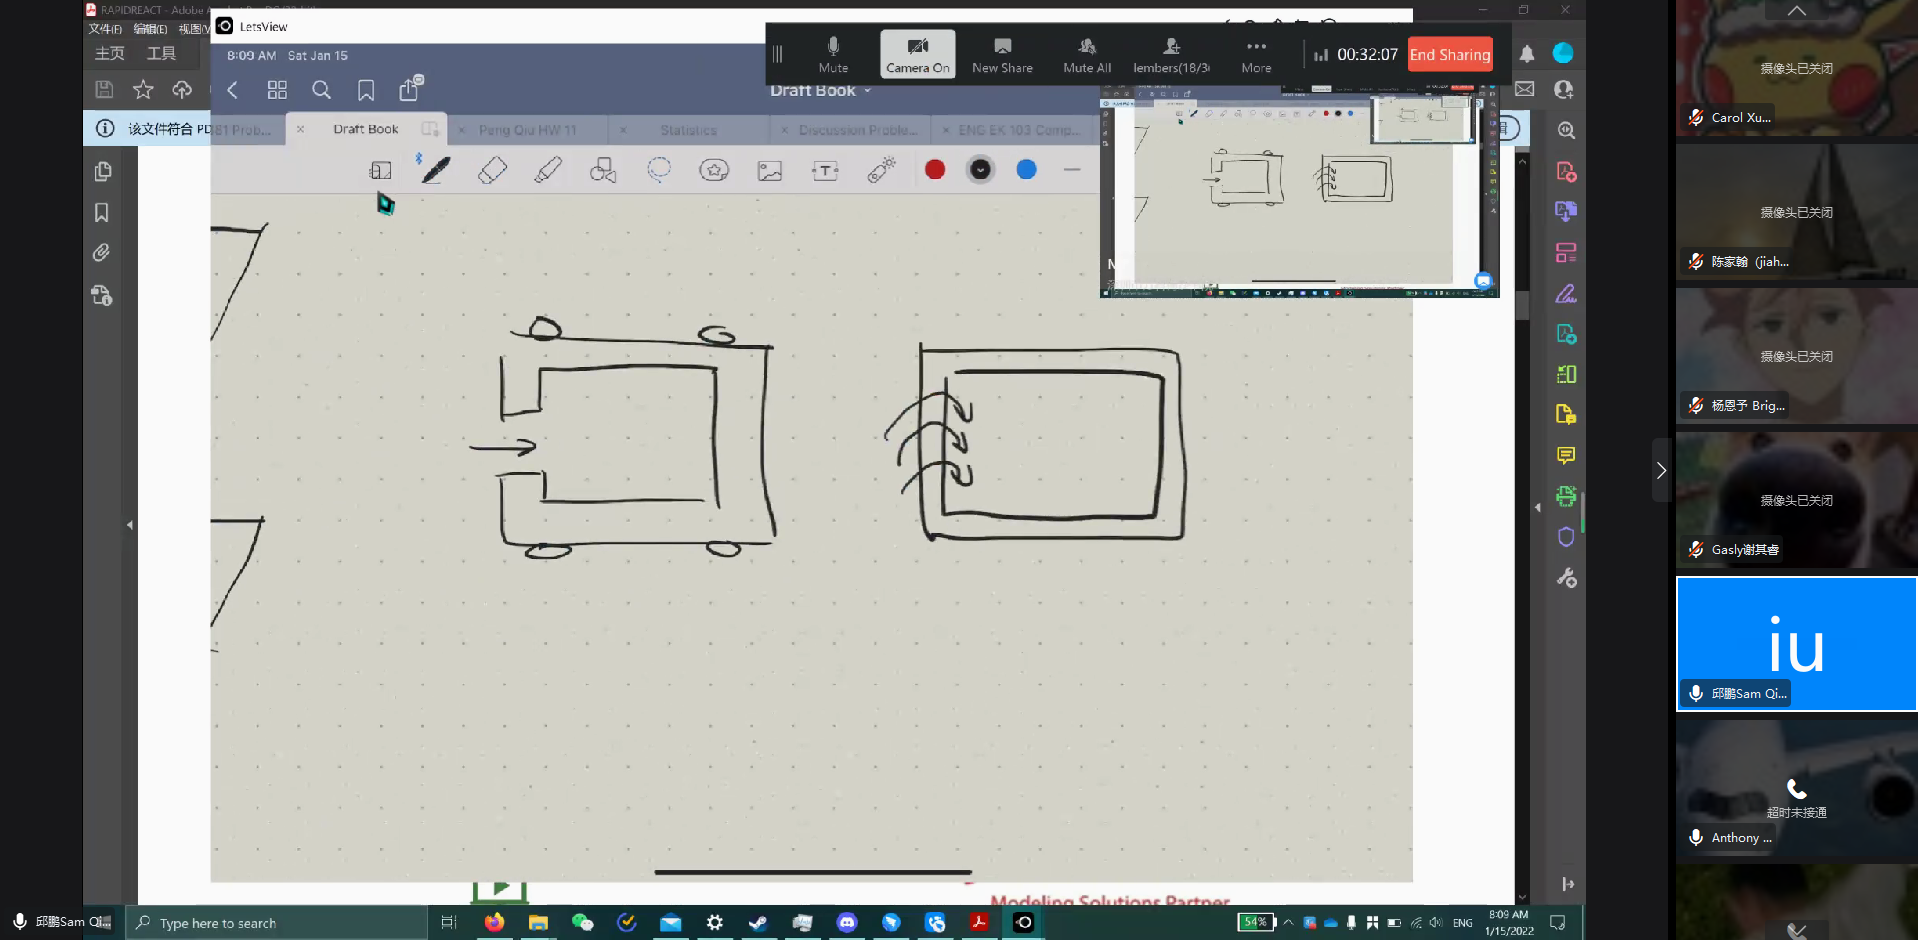 RAPIDREACT - Adobe
文件(F) 编辑(E) 视图(V)
主页 工具
LetsView
8:09 AM Sat Jan 15
Draft Book
Mute
Camera On
New Share
Mute All
More
00:32:07
End Sharing
该文件符合
Draft Book
Peng Qiu HW 11
Statistics
Discussion Proble...
ENG EK 103 Comp...
摄像头已关闭
Carol Xu...
摄像头已关闭
陈家翰 (jiah...
摄像头已关闭
杨恩予 Brig...
摄像头已关闭
Gasly谢其睿
iu
邱鹏Sam Qi...
超时未接通
Anthony ...
Modeling Solutions Partner
邱鹏Sam Qi
Type here to search
54%
ENG
8:09 AM
1/15/2022